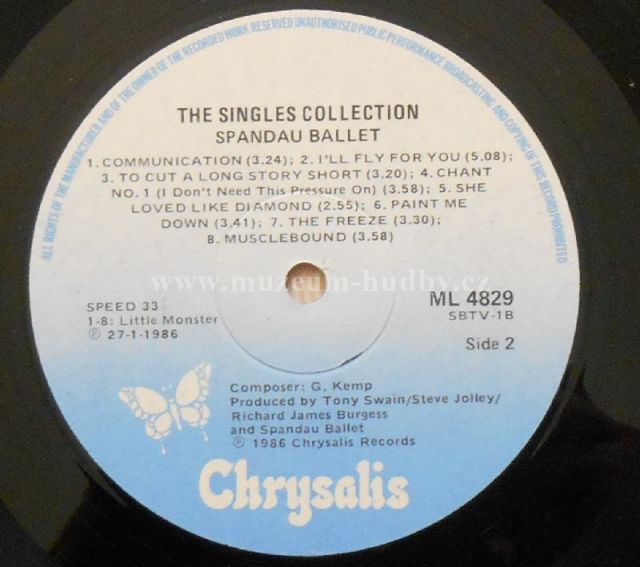 ALL RIGHTS OF THE MANUFACTURER AND OF THE OWNER OF THE RECORDED WORK RESERVED UNAUTHORISED PUBLIC PERFORMANCE BROADCASTING AND COPYING OF THIS RECORD PROHIBITED
THE SINGLES COLLECTION
SPANDAU BALLET
1.COMMUNICATION (3.24); 2. I'LL FLY FOR YOU (5.08);
3. TO CUT A LONG STORY SHORT (3.20); 4. CHANT
NO. 1 (I Don't Need This Pressure On) (3.58); 5. SHE
LOVED LIKE DIAMOND (2.55); 6. PAINT ME
DOWN (3.41); 7. THE FREEZE (3.30);
8. MUSCLEBOUND (3.58)
www.muzeum-hudby.cz
SPEED 33
1-8: Little Monster
℗ 27-1-1986
ML 4829
SBTV-1B
Side 2
Composer: G. Kemp
Produced by Tony Swain/Steve Jolley/
Richard James Burgess
and Spandau Ballet
℗ 1986 Chrysalis Records
Chrysalis